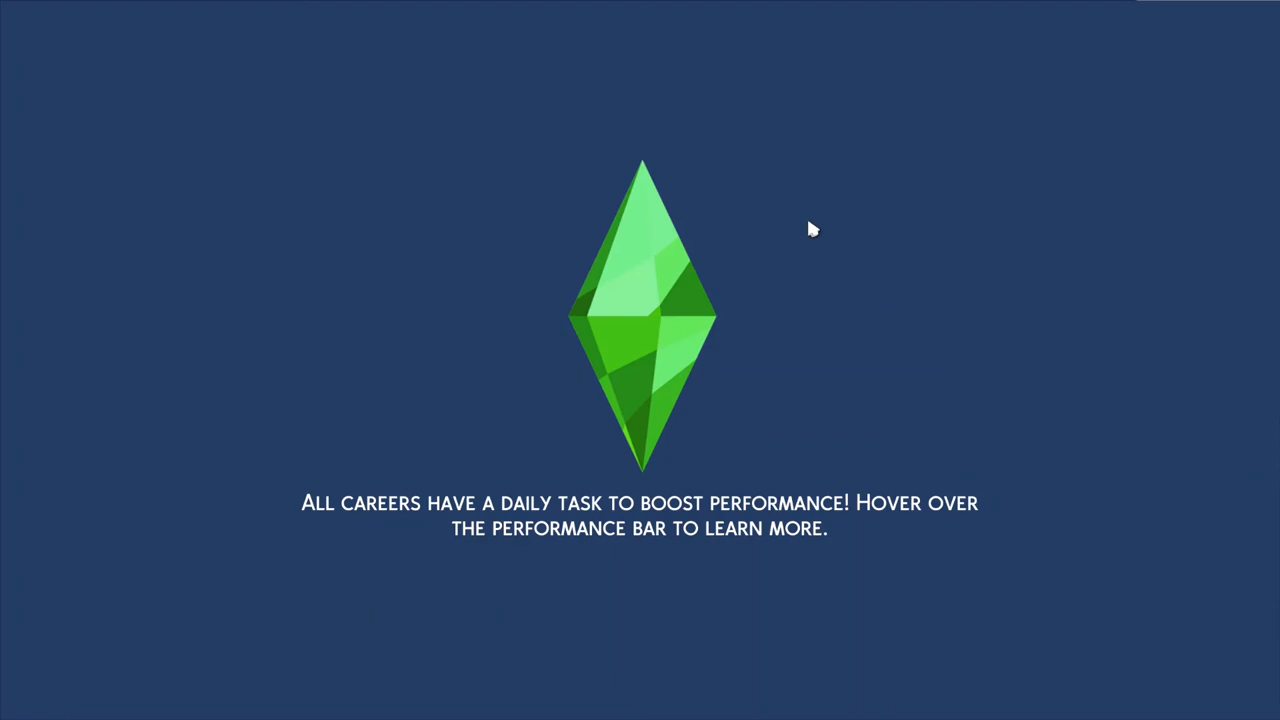 All careers have a daily task to boost performance! Hover over
the performance bar to learn more.